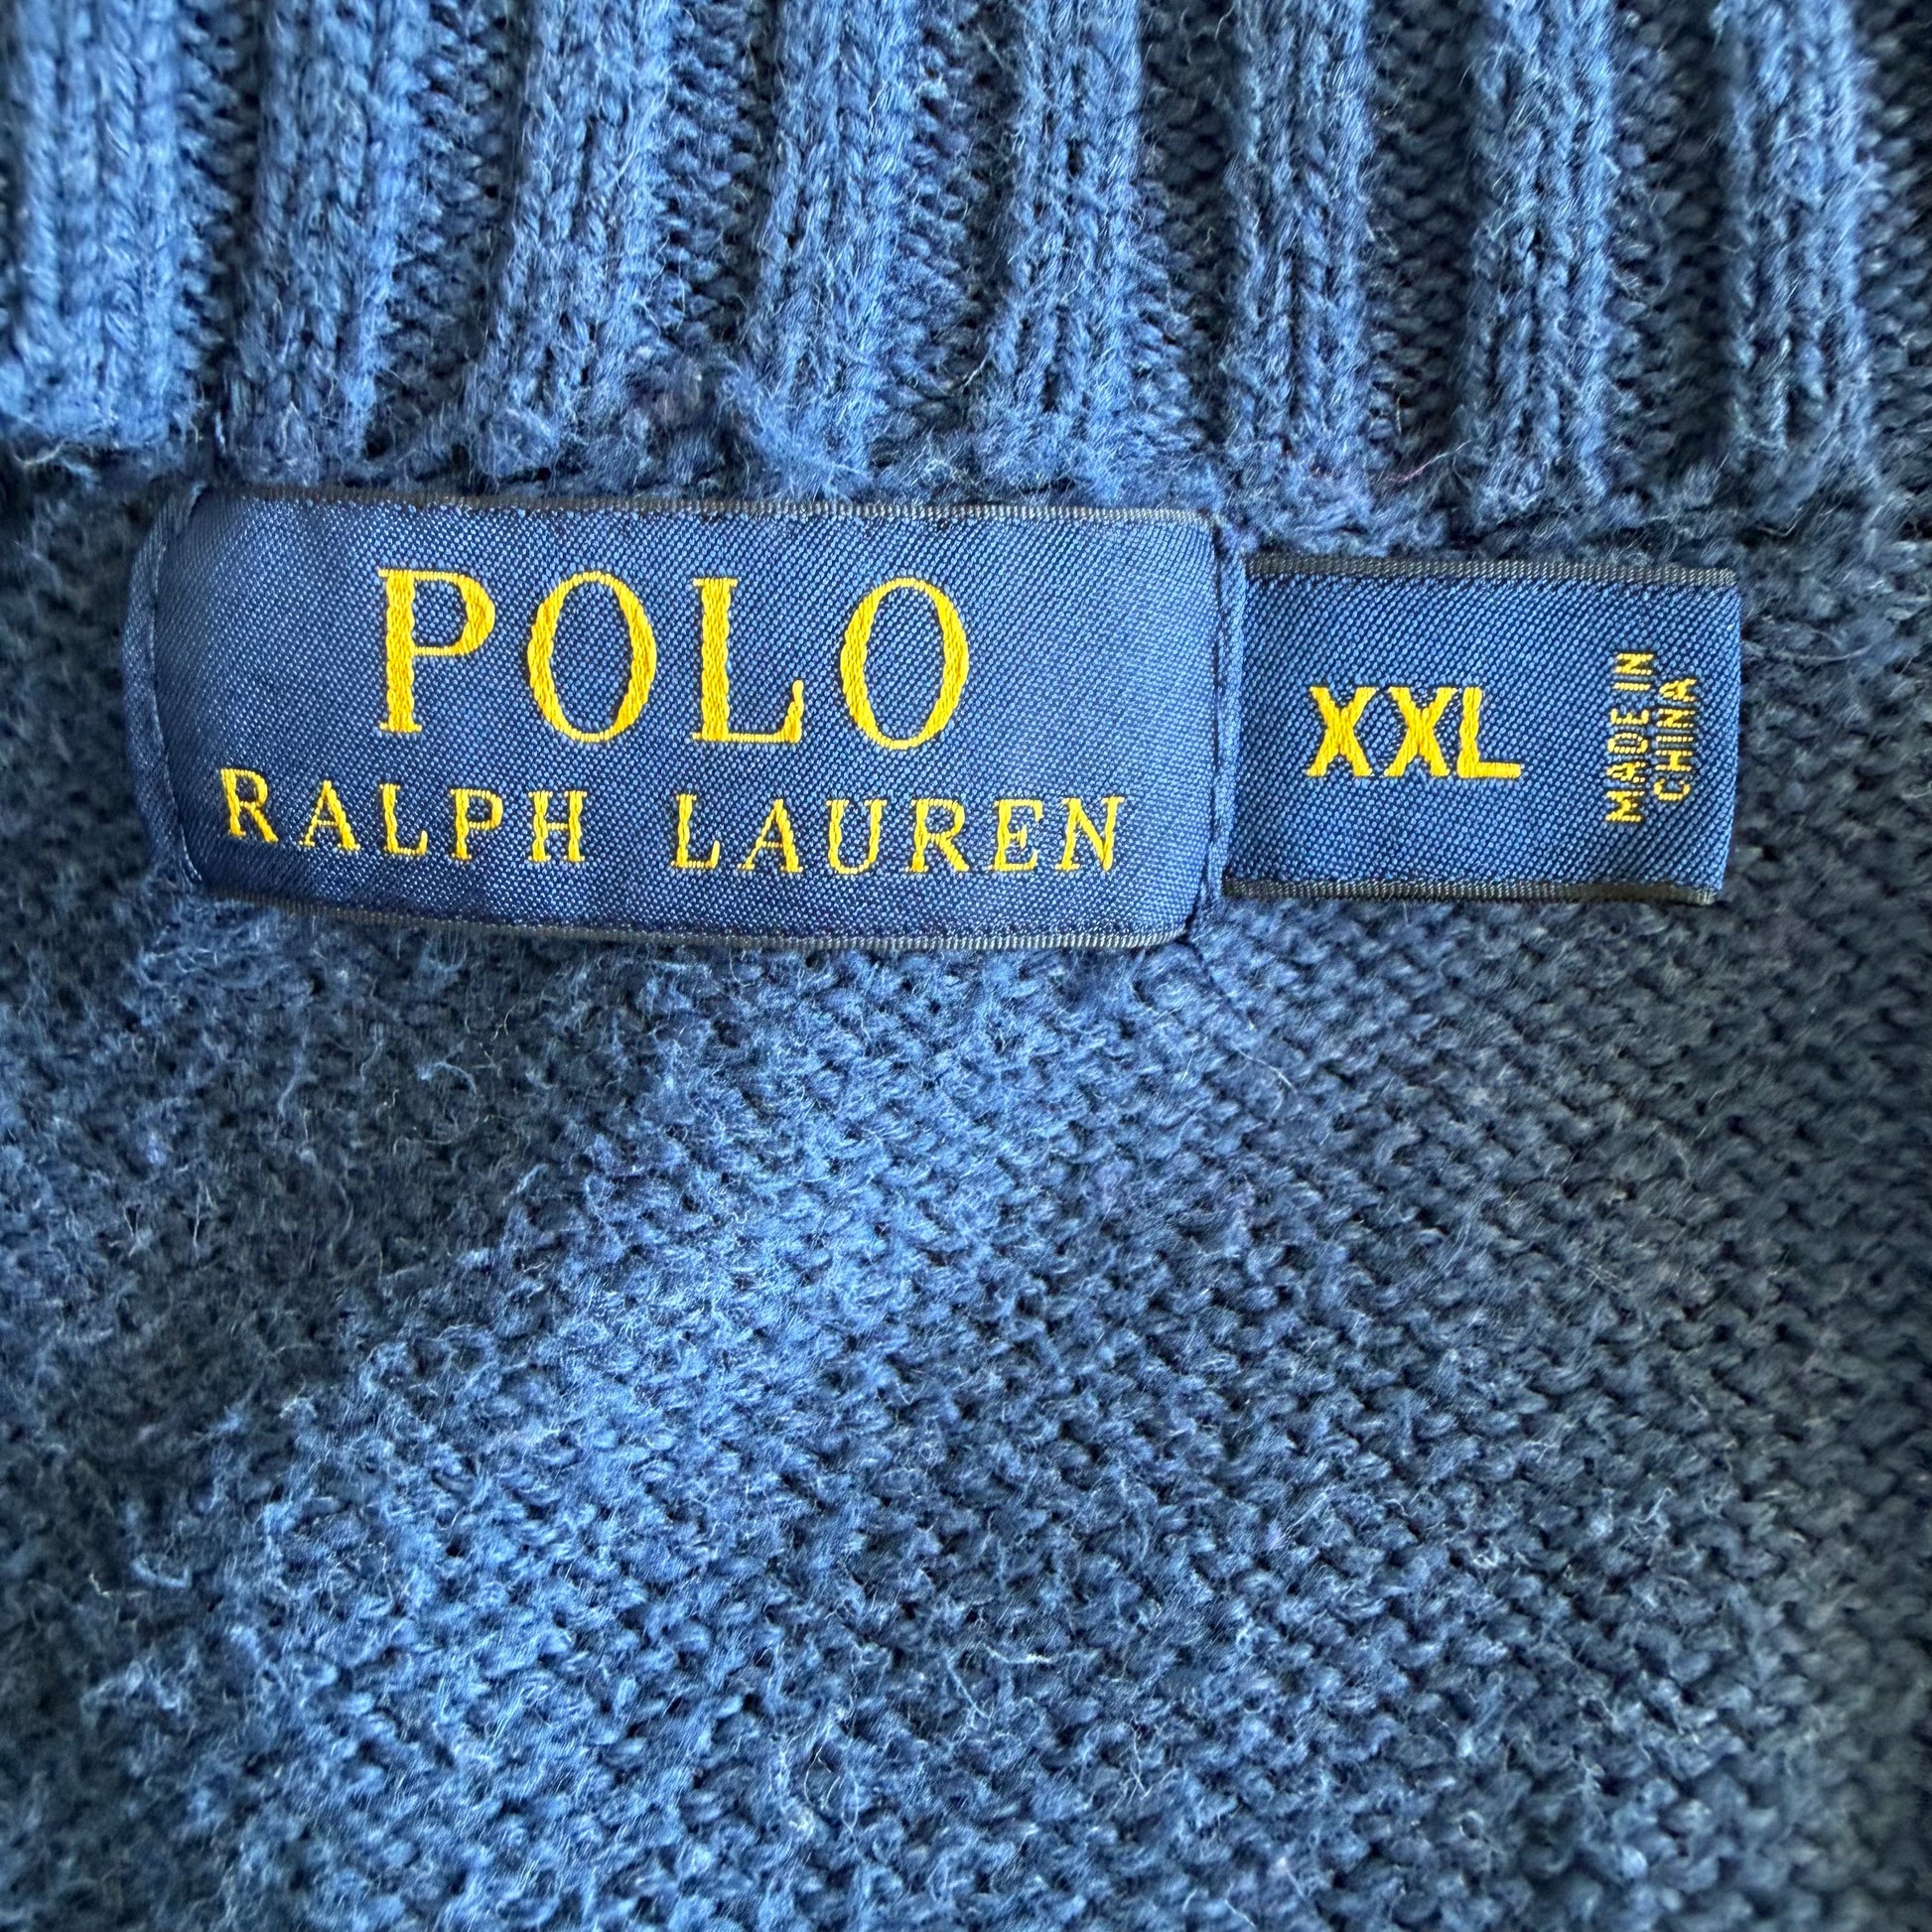 POLO
RALPH LAUREN
XXL
MADE IN
CHINA